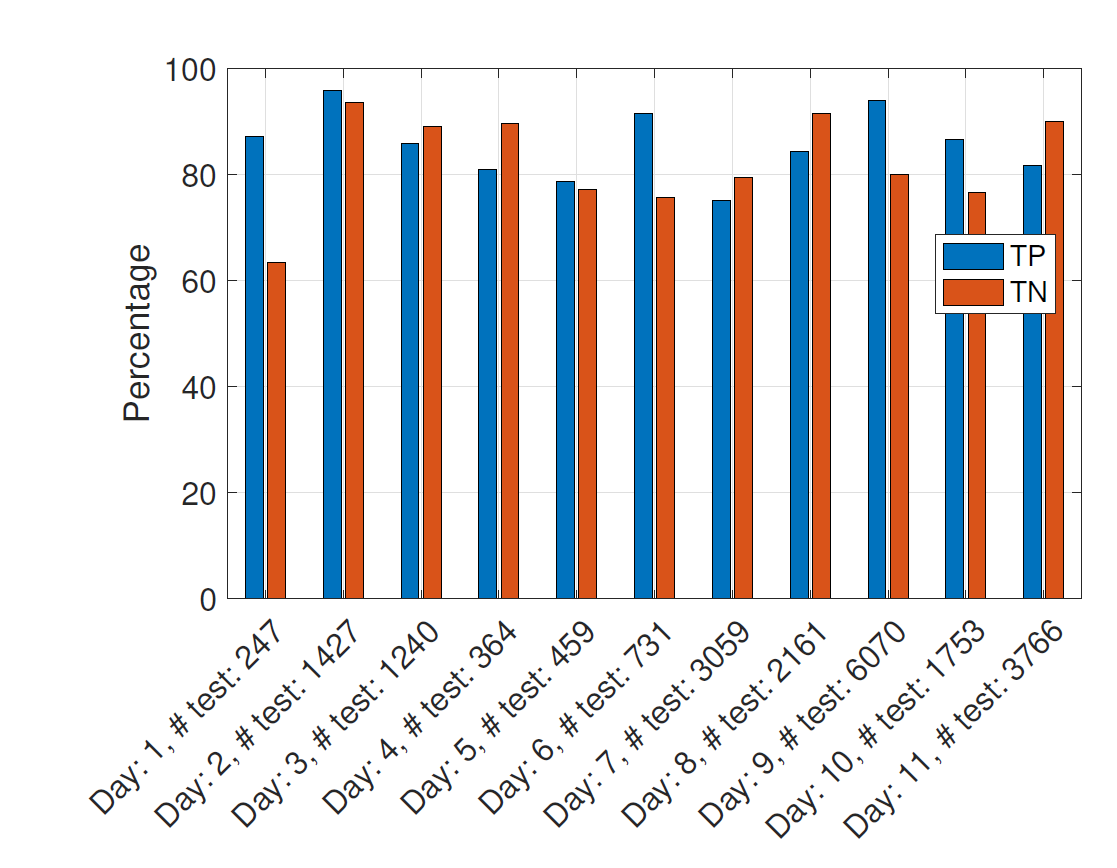 100
80
60
40
20
0
Percentage
TP
TN
Day: 1, # test: 247
Day: 2, # test: 1427
Day: 3, # test: 1240
Day: 4, # test: 364
Day: 5, # test: 459
Day: 6, # test: 731
Day: 7, # test: 3059
Day: 8, # test: 2161
Day: 9, # test: 6070
Day: 10, # test: 1753
Day: 11, # test: 3766